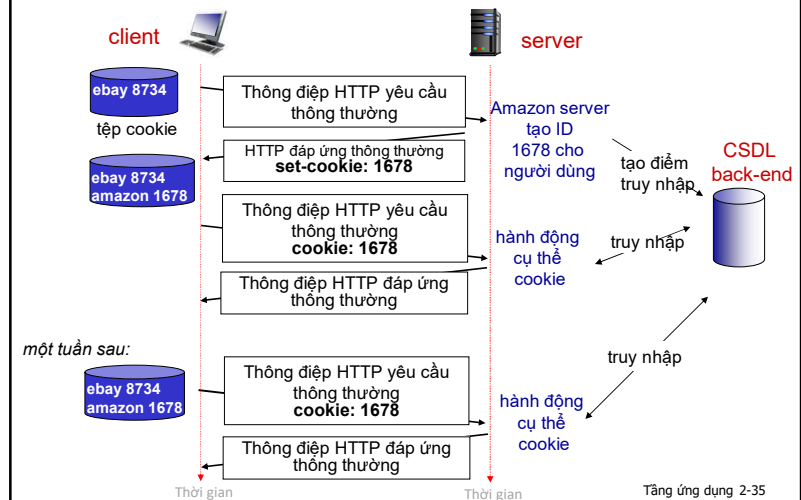 client
server
ebay 8734
tệp cookie
Thông điệp HTTP yêu cầu
thông thường
Amazon server
tạo ID
1678 cho
người dùng
HTTP đáp ứng thông thường
set-cookie: 1678
ebay 8734
amazon 1678
tạo điểm
truy nhập
CSDL
back-end
Thông điệp HTTP yêu cầu
thông thường
cookie: 1678
hành động
cụ thể
cookie
truy nhập
Thông điệp HTTP đáp ứng
thông thường
một tuần sau:
ebay 8734
amazon 1678
Thông điệp HTTP yêu cầu
thông thường
cookie: 1678
hành động
cụ thể
cookie
truy nhập
Thông điệp HTTP đáp ứng
thông thường
Thời gian
Thời gian
Tầng ứng dụng 2-35